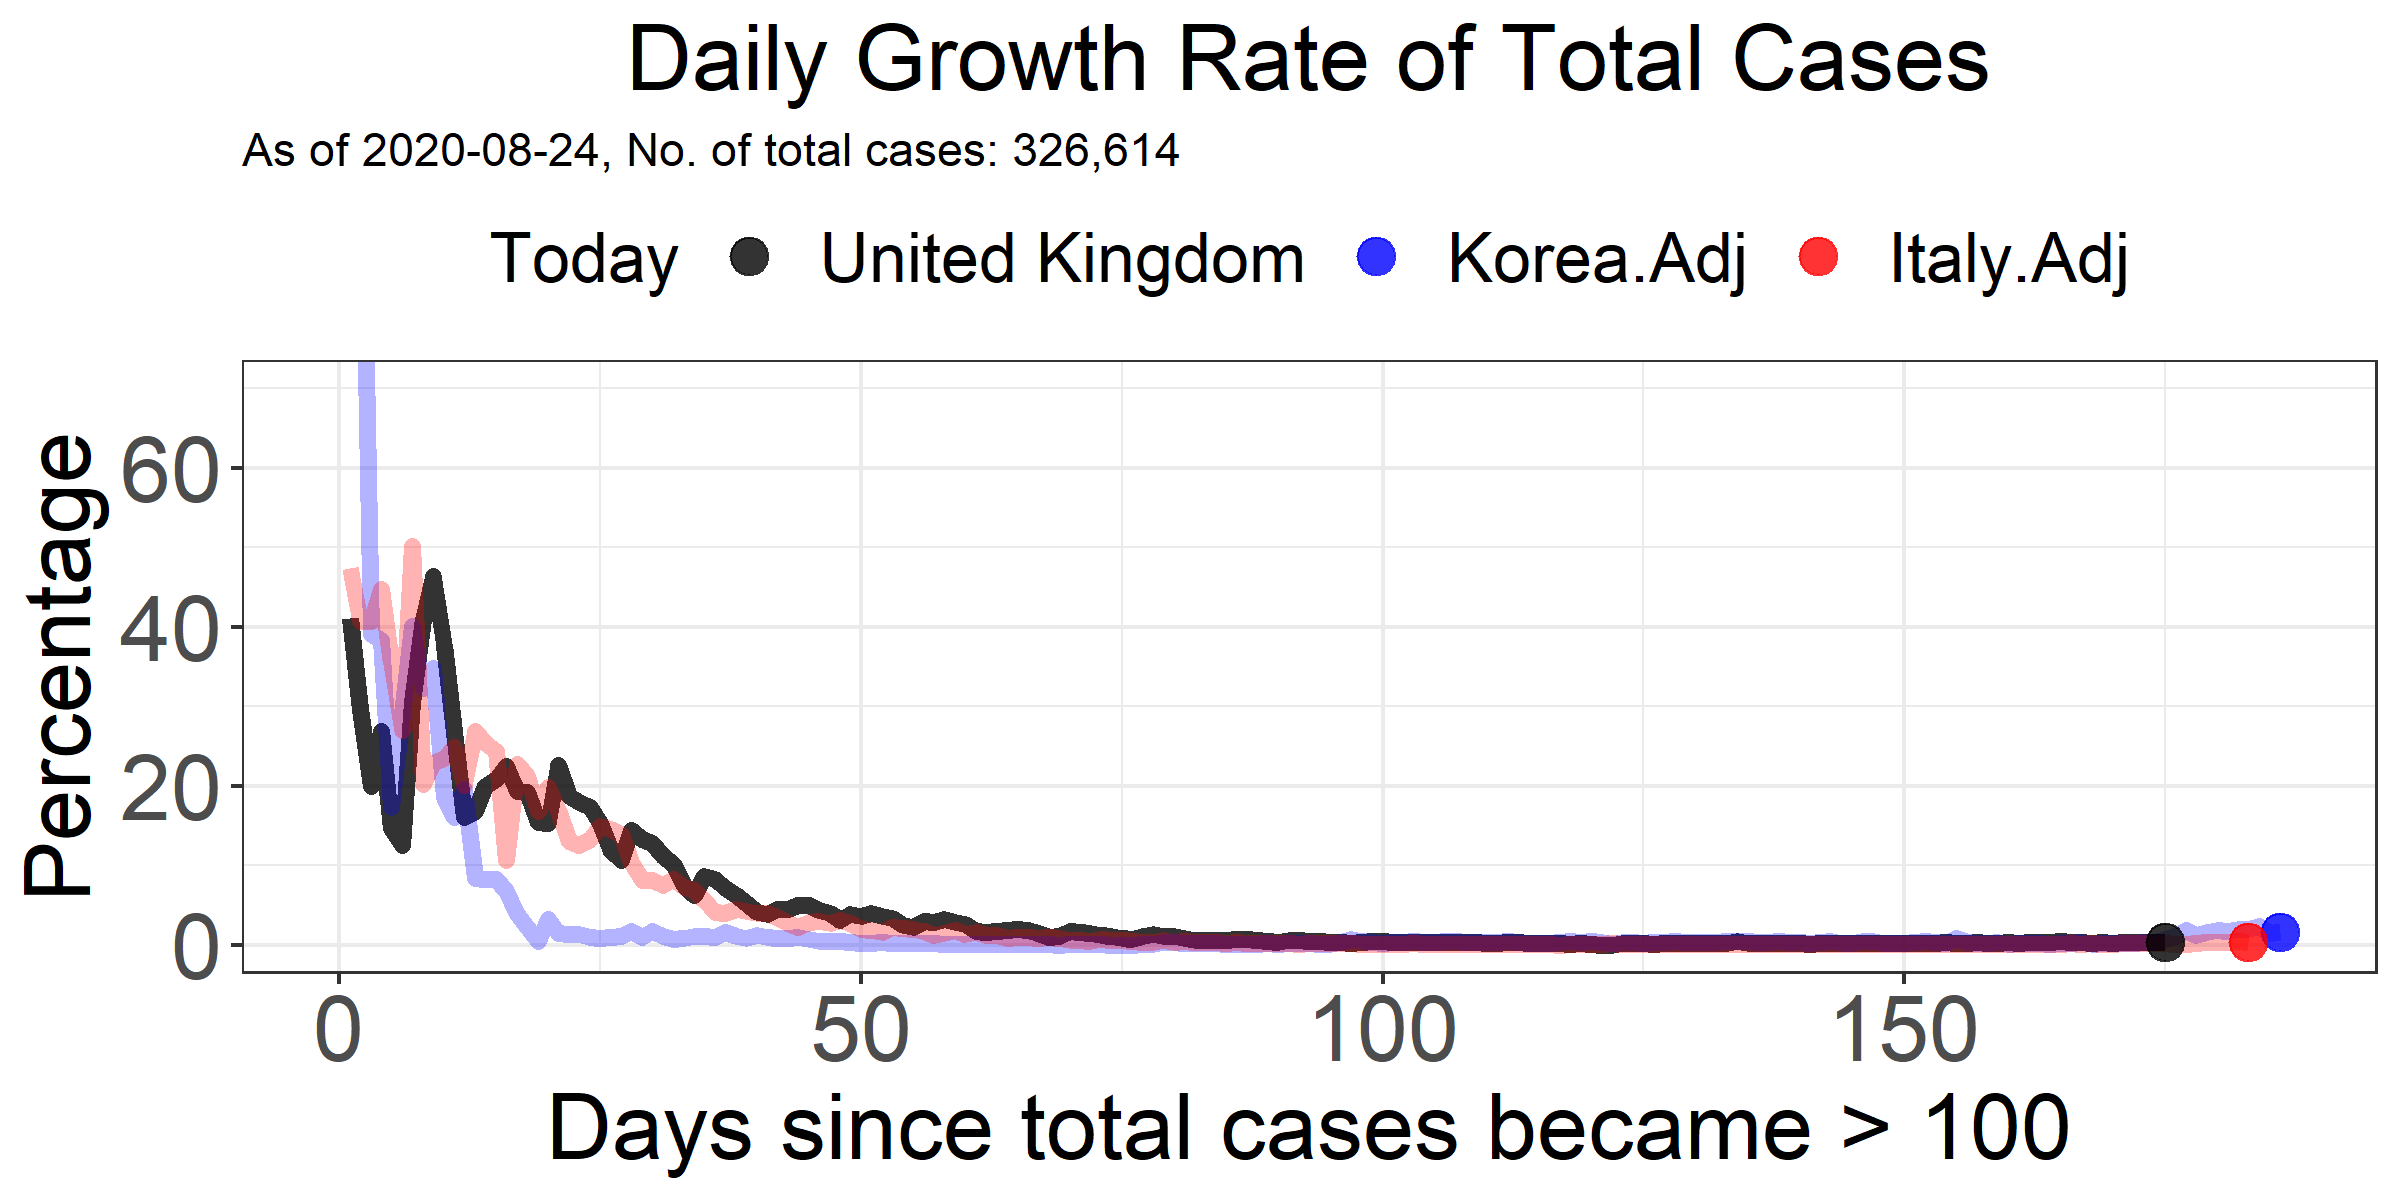 Daily Growth Rate of Total Cases
As of 2020-08-24, No. of total cases: 326,614
Today United Kingdom Korea.Adj Italy.Adj
Percentage
60
40
20
0
0 50 100 150
Days since total cases became > 100